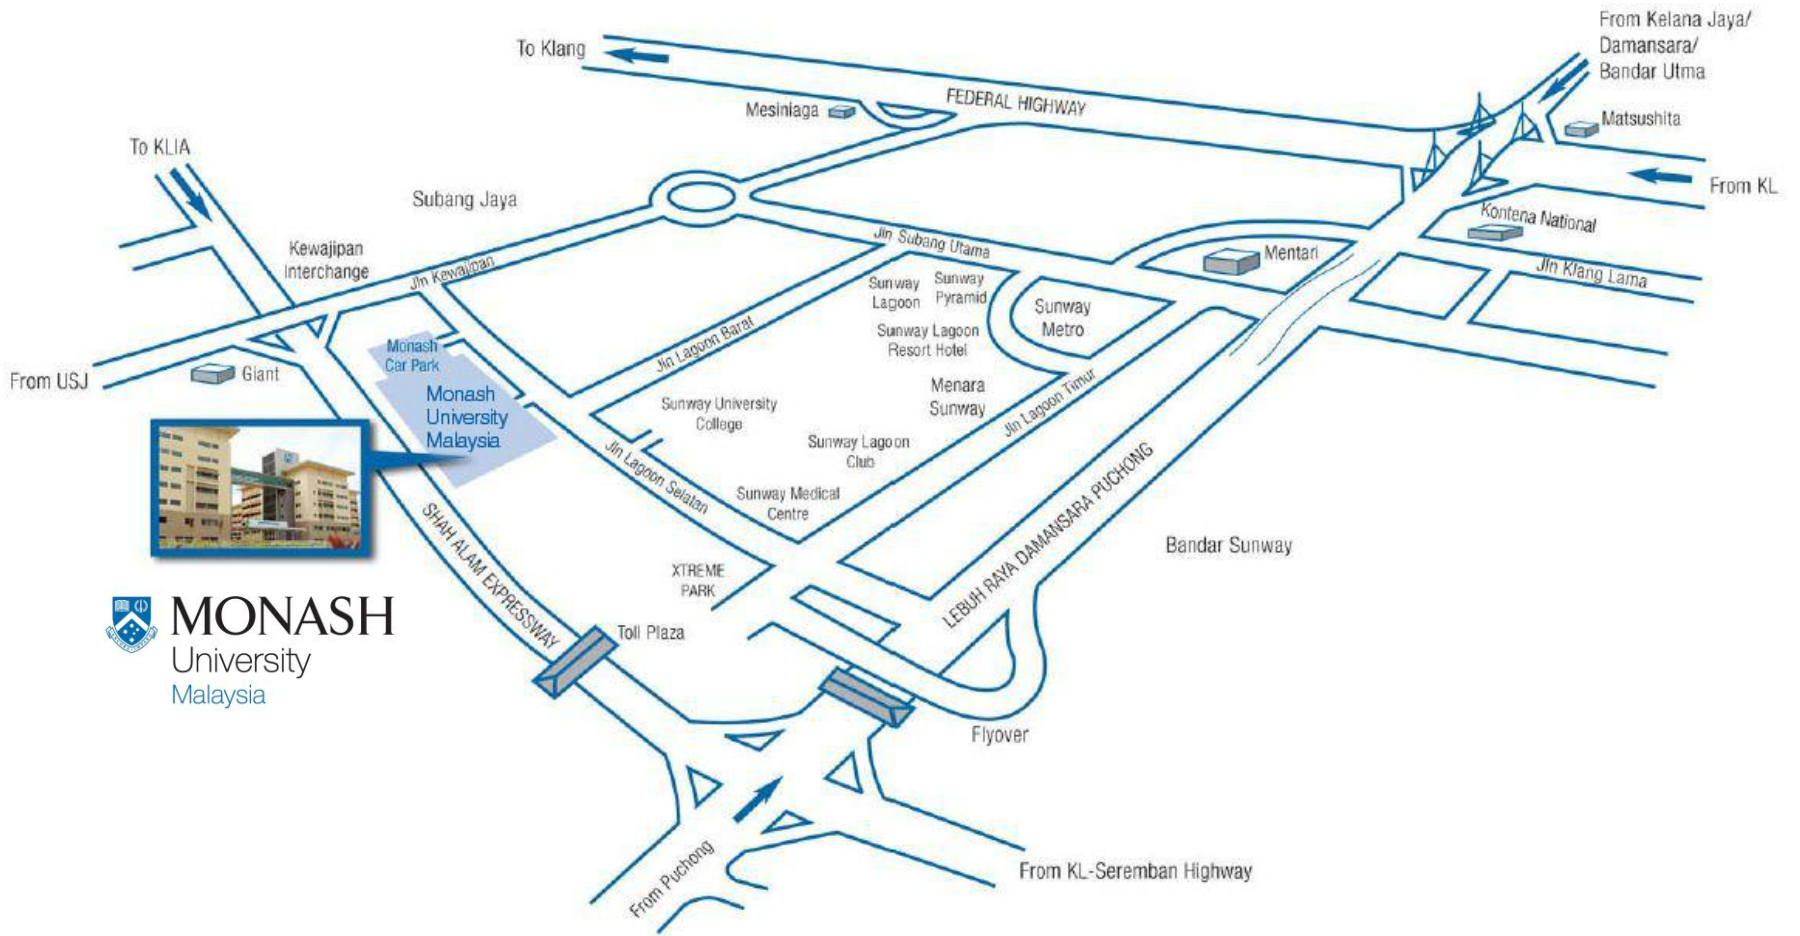 From Kelana Jaya/
Damansara/
Bandar Utma
To Klang
FEDERAL HIGHWAY
Mesiniaga
Matsushita
To KLIA
From KL
Subang Jaya
Kontena National
Jln Subang Utama
Kewajipan
Interchange
Mentari
Jln Klang Lama
Jln Kewajipan
Sunway
Lagoon
Sunway
Pyramid
Sunway
Metro
Sunway Lagoon
Resort Hotel
Jln Lagoon Barat
Monash
Car Park
From USJ
Giant
Menara
Sunway
Jln Lagoon Timur
Monash
University
Malaysia
Sunway University
College
Sunway Lagoon
Club
Jln Lagoon Selatan
Sunway Medical
Centre
LEBUH RAYA DAMANSARA PUCHONG
SHAH ALAM EXPRESSWAY
Bandar Sunway
XTREME
PARK
MONASH
University
Malaysia
Toll Plaza
Flyover
From Puchong
From KL-Seremban Highway